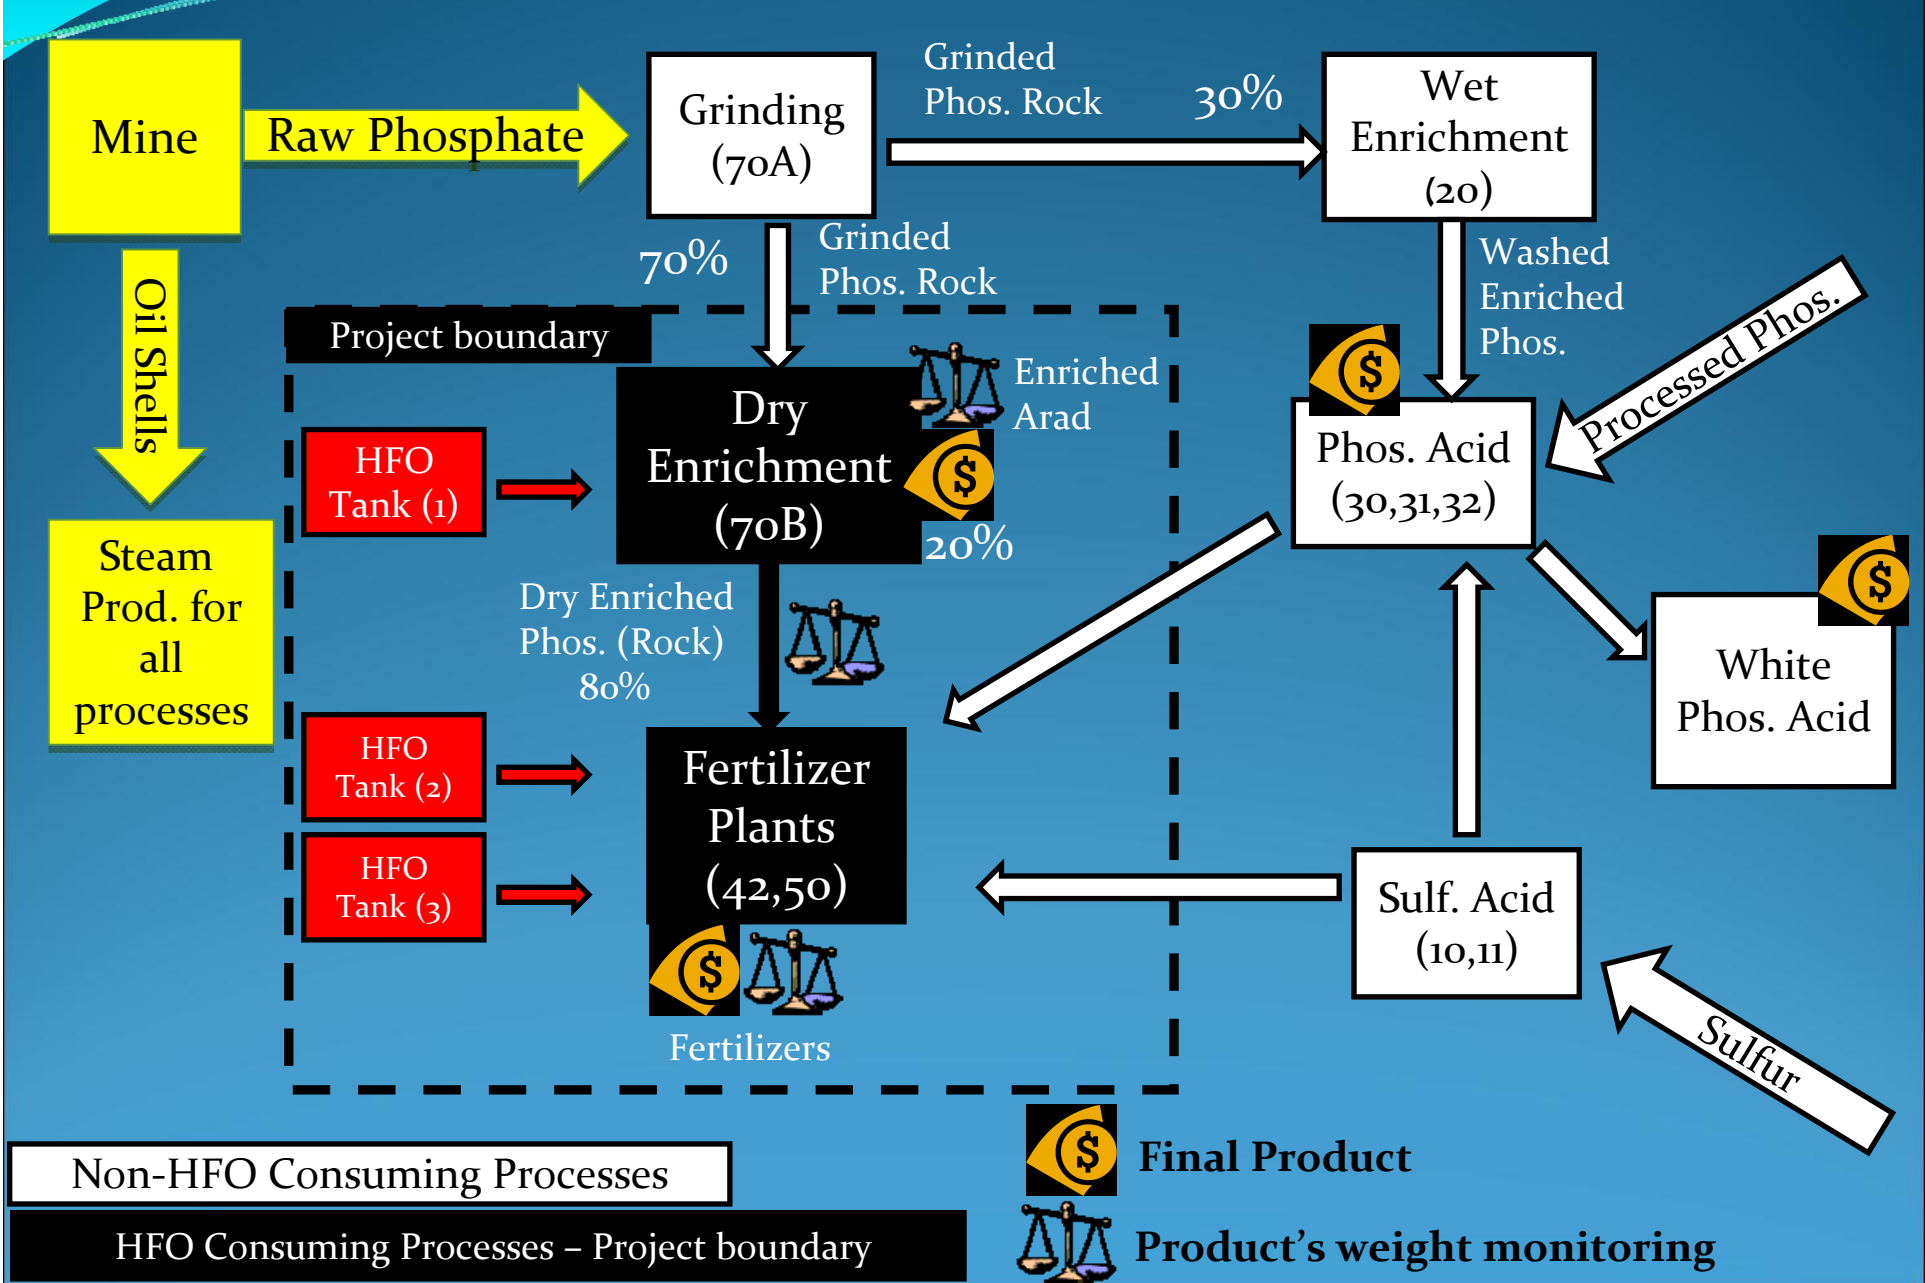 Mine
Raw Phosphate
Grinding
(70A)
Grinded
Phos. Rock
30%
Wet
Enrichment
(20)
Oil Shells
70%
Grinded
Phos. Rock
Washed
Enriched
Phos.
Processed Phos.
Project boundary
Steam
Prod. for
all
processes
HFO
Tank (1)
Dry
Enrichment
(70B)
Enriched
Arad
$
20%
$
Phos. Acid
(30,31,32)
Dry Enriched
Phos. (Rock)
80%
$
White
Phos. Acid
HFO
Tank (2)
HFO
Tank (3)
Fertilizer
Plants
(42,50)
$
Fertilizers
Sulf. Acid
(10,11)
Sulfur
Non-HFO Consuming Processes
HFO Consuming Processes – Project boundary
$
Final Product
Product's weight monitoring